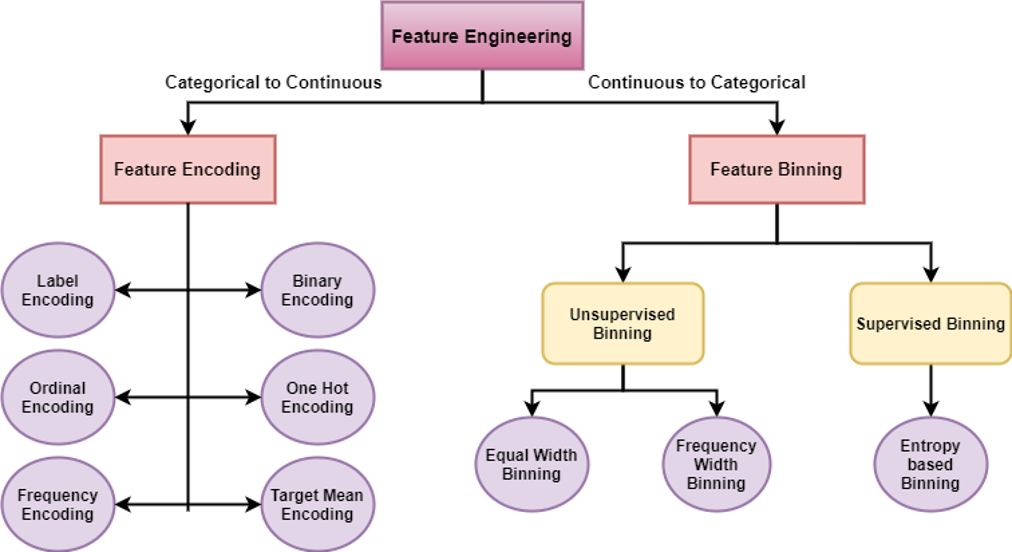 Feature Engineering
Categorical to Continuous
Continuous to Categorical
Feature Encoding
Feature Binning
Label
Encoding
Binary
Encoding
Ordinal
Encoding
One Hot
Encoding
Frequency
Encoding
Target Mean
Encoding
Unsupervised
Binning
Supervised Binning
Equal Width
Binning
Frequency
Width
Binning
Entropy
based
Binning